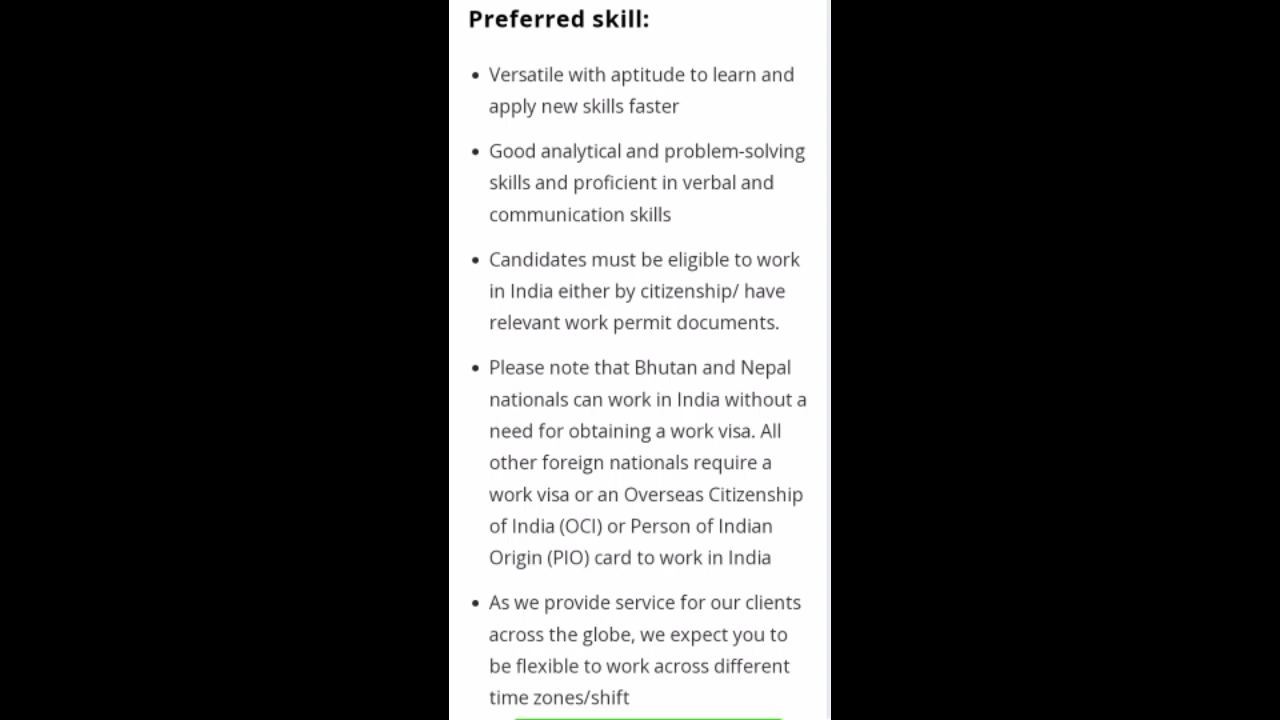 Preferred skill:
• Versatile with aptitude to learn and
apply new skills faster
• Good analytical and problem-solving
skills and proficient in verbal and
communication skills
• Candidates must be eligible to work
in India either by citizenship/ have
relevant work permit documents.
• Please note that Bhutan and Nepal
nationals can work in India without a
need for obtaining a work visa. All
other foreign nationals require a
work visa or an Overseas Citizenship
of India (OCI) or Person of Indian
Origin (PIO) card to work in India
• As we provide service for our clients
across the globe, we expect you to
be flexible to work across different
time zones/shift